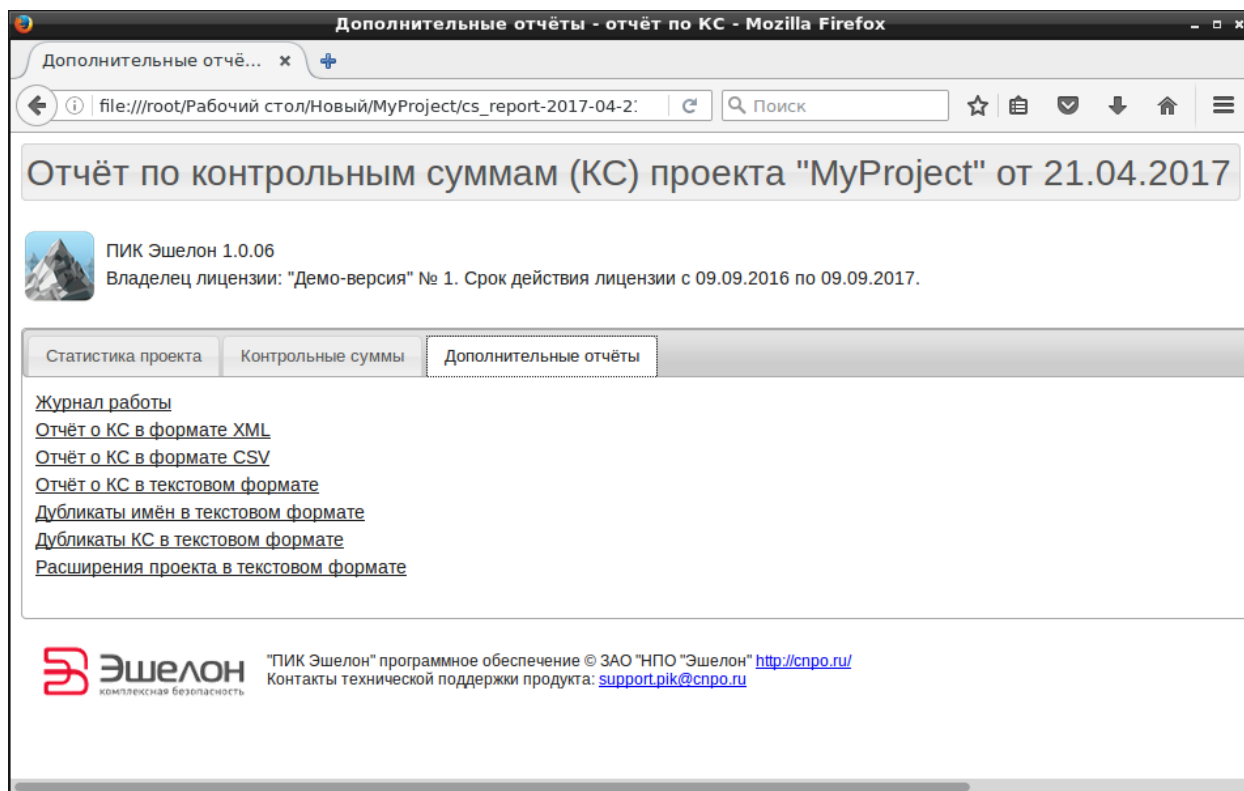 Дополнительные отчёты - отчёт по КС - Mozilla Firefox
Дополнительные отчё...
file:///root/Рабочий стол/Новый/MyProject/cs_report-2017-04-2
Поиск
Отчёт по контрольным суммам (КС) проекта "MyProject" от 21.04.2017
ПИК Эшелон 1.0.06
Владелец лицензии: "Демо-версия" № 1. Срок действия лицензии с 09.09.2016 по 09.09.2017.
Статистика проекта
Контрольные суммы
Дополнительные отчёты
Журнал работы
Отчёт о КС в формате XML
Отчёт о КС в формате CSV
Отчёт о КС в текстовом формате
Дубликаты имён в текстовом формате
Дубликаты КС в текстовом формате
Расширения проекта в текстовом формате
Эшелон
комплексная безопасность
"ПИК Эшелон" программное обеспечение © ЗАО "НПО "Эшелон" http://cnpo.ru/
Контакты технической поддержки продукта: support.pik@cnpo.ru